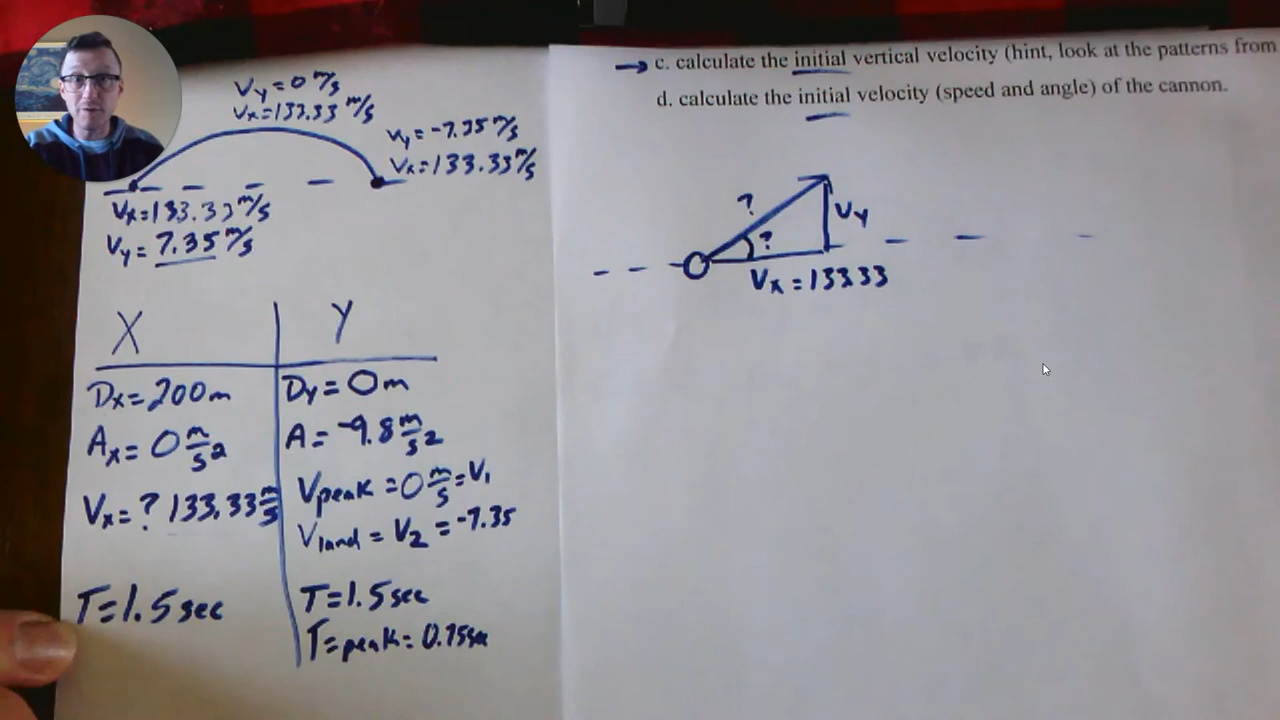 Vy = 0 m/s
Vx = 133.33 m/s
Vy = -7.35 m/s
Vx = 133.33 m/s
Vx = 133.33 m/s
Vy = 7.35 m/s
X
Y
Dx = 200m
Dy = 0m
Ax = 0 m/s2
A = -9.8 m/s2
Vx = ? 133.33 m/s
Vpeak = 0 m/s = V1
Vland = V2 = -7.35
T = 1.5 sec
T = 1.5 sec
T = peak = 0.75 sec
→ c. calculate the initial vertical velocity (hint, look at the patterns from
d. calculate the initial velocity (speed and angle) of the cannon.
?
?
Vy
Vx = 133.33